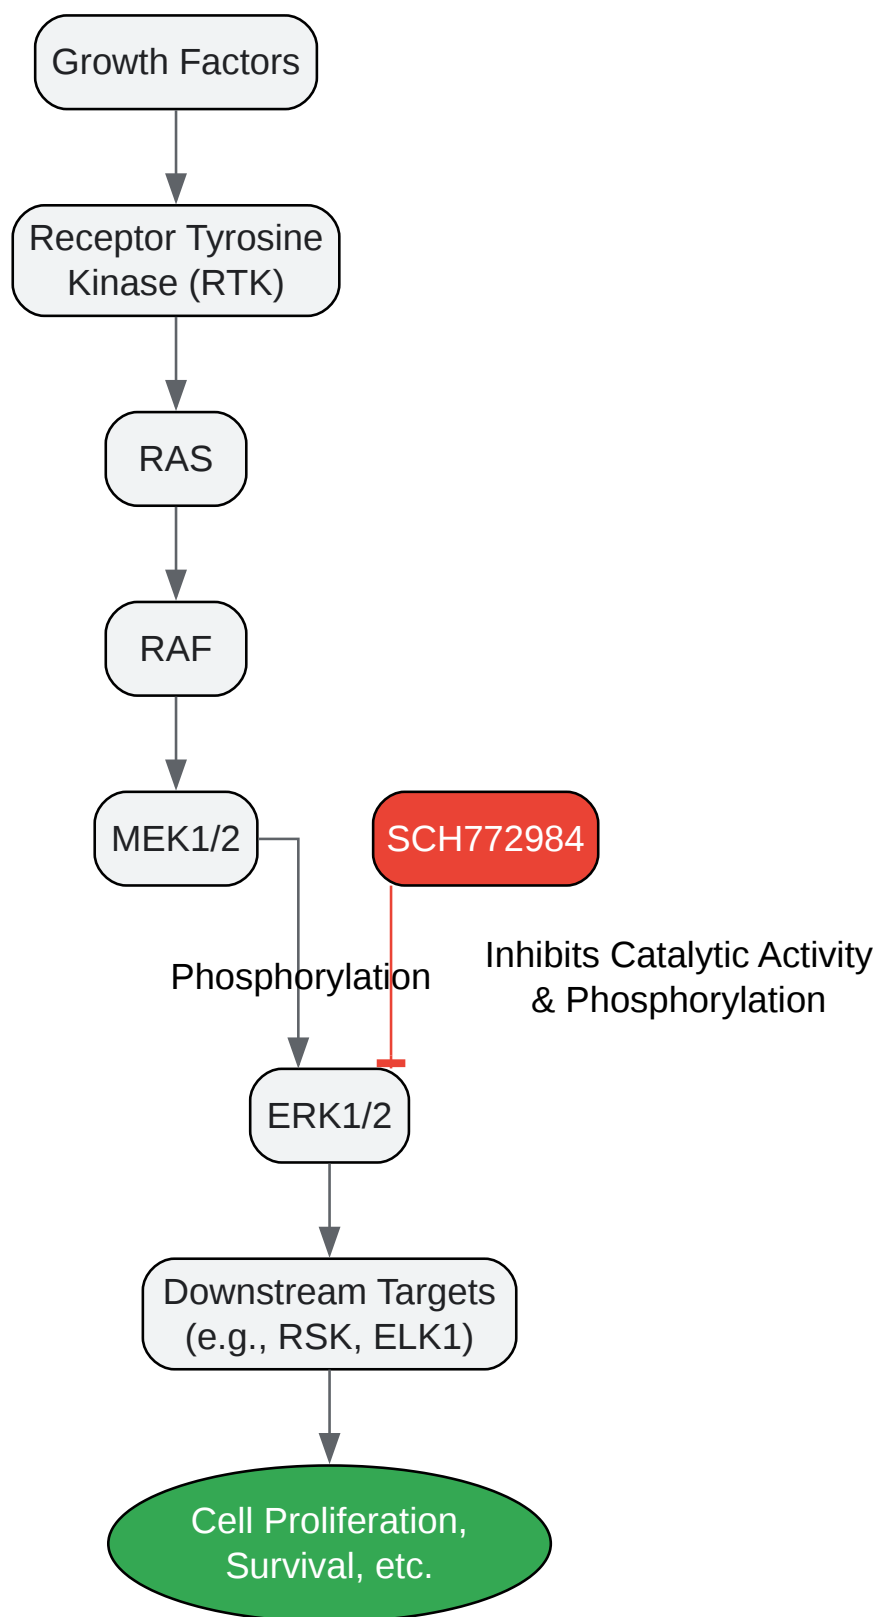 Growth Factors
Receptor Tyrosine
Kinase (RTK)
RAS
RAF
MEK1/2
SCH772984
Phosphorylation
Inhibits Catalytic Activity
& Phosphorylation
ERK1/2
Downstream Targets
(e.g., RSK, ELK1)
Cell Proliferation,
Survival, etc.